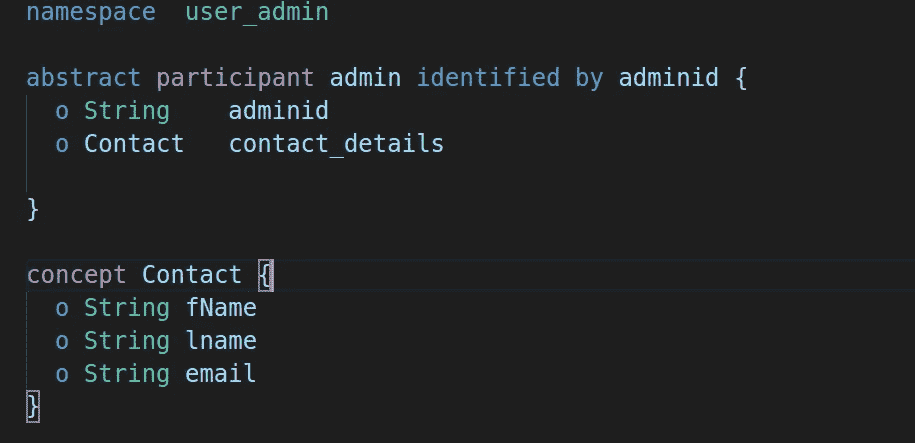 namespace  user_admin
abstract participant admin identified by adminid {
  o String    adminid
  o Contact   contact_details
}
concept Contact {
  o String fName
  o String lname
  o String email
}